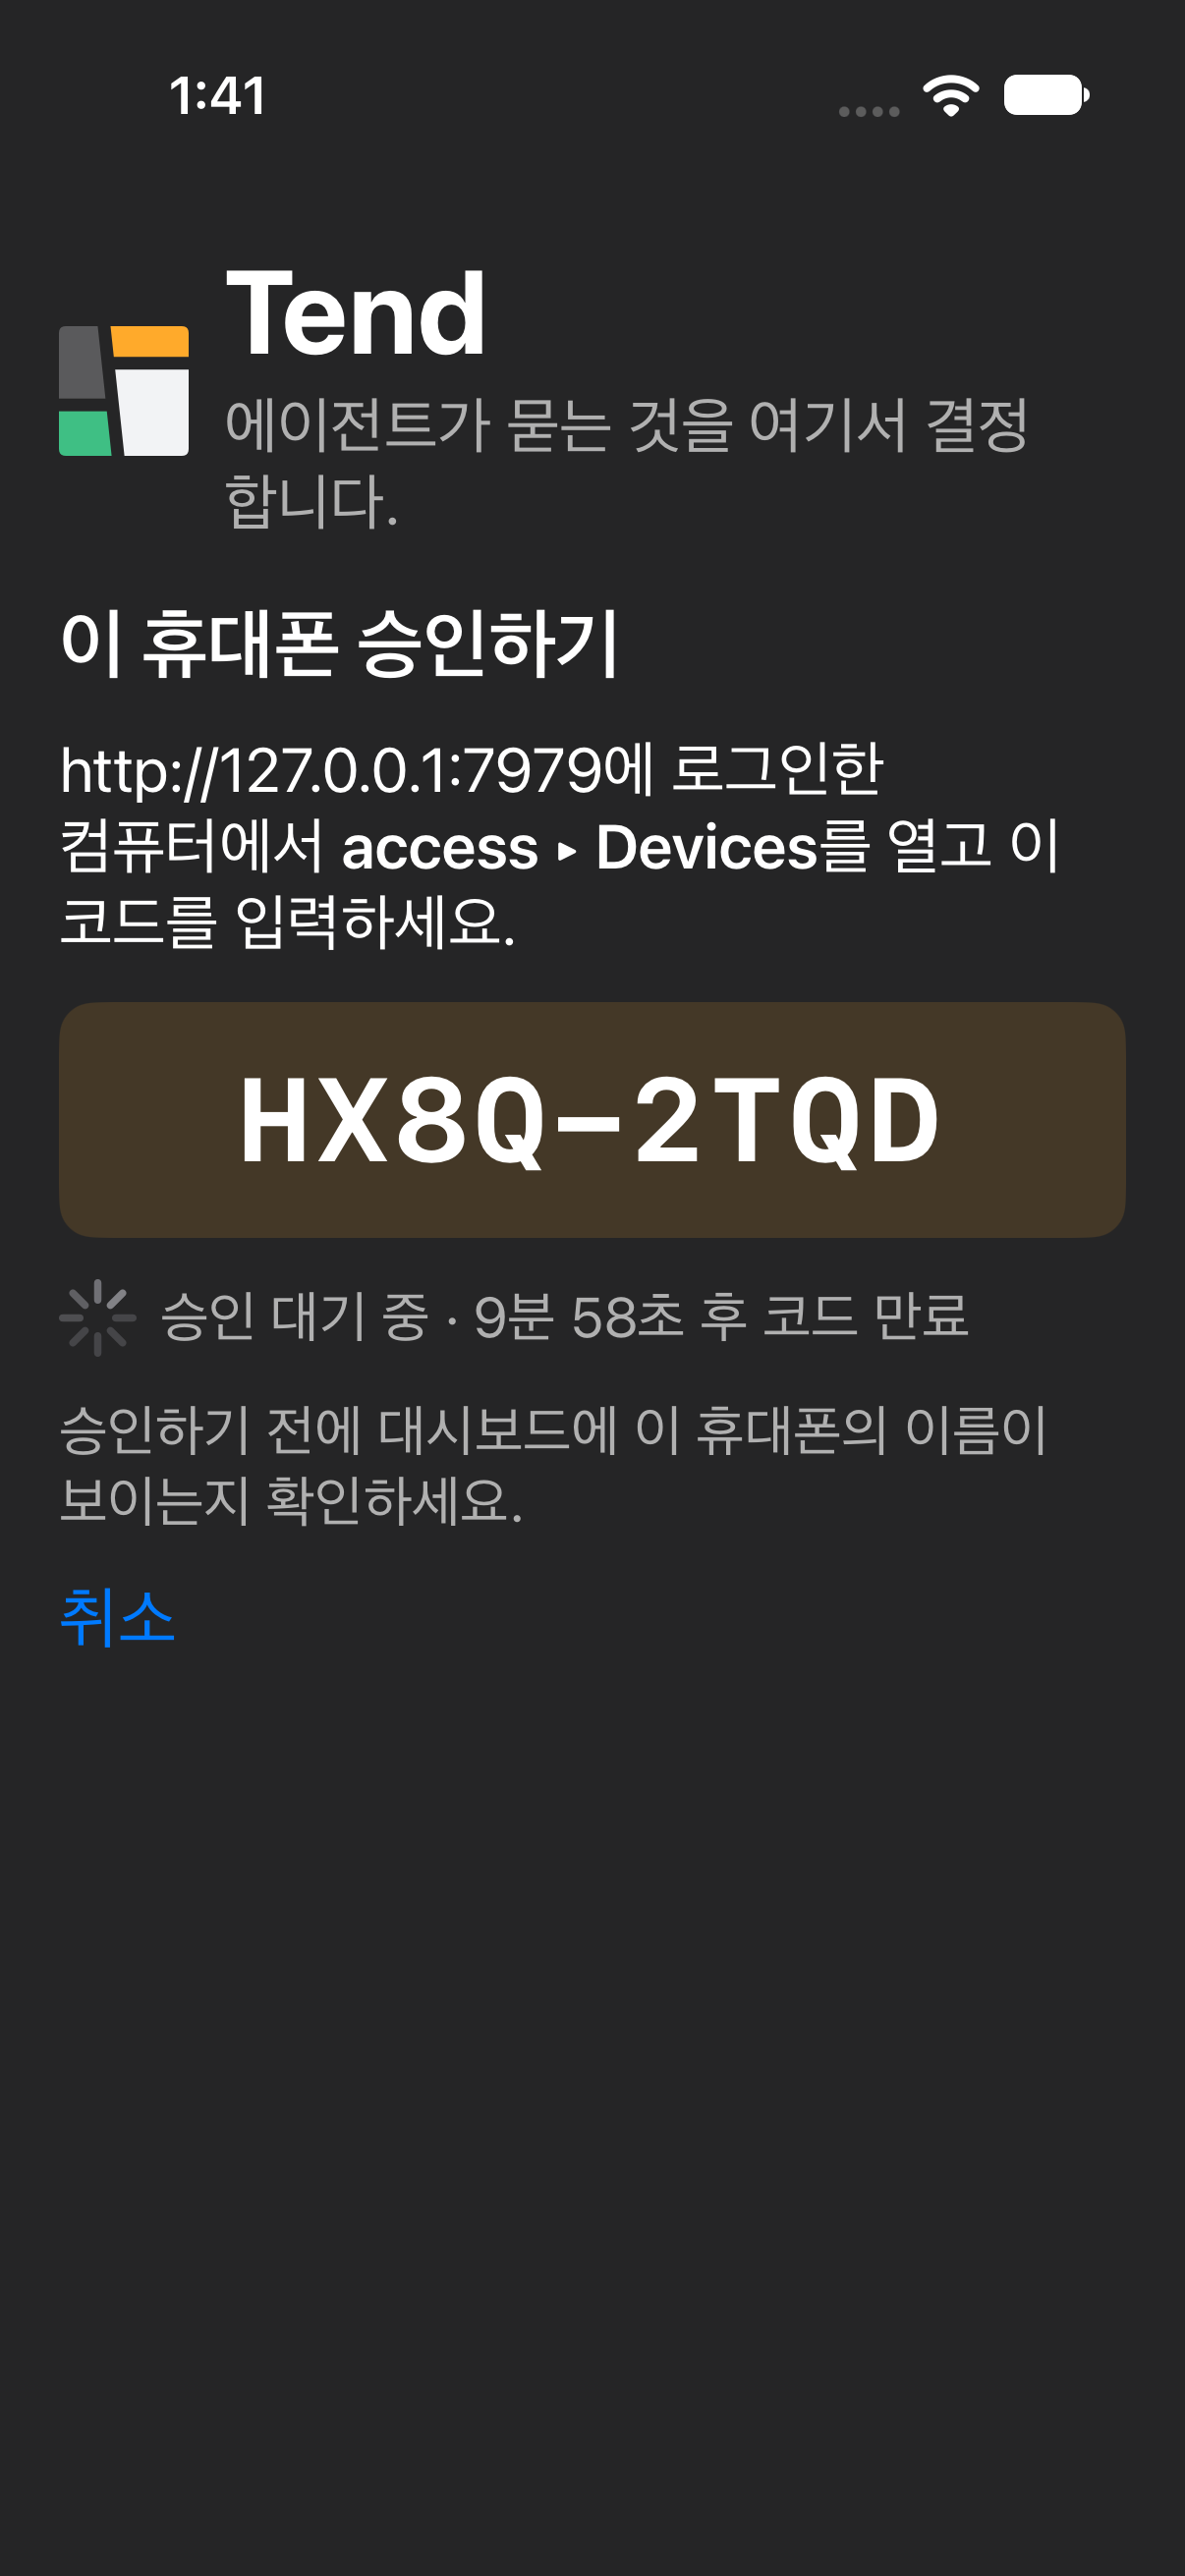 1:41
Tend
에이전트가 묻는 것을 여기서 결정
합니다.
이 휴대폰 승인하기
http://127.0.0.1:7979에 로그인한
컴퓨터에서 access ▸ Devices를 열고 이
코드를 입력하세요.
HX8Q-2TQD
승인 대기 중 · 9분 58초 후 코드 만료
승인하기 전에 대시보드에 이 휴대폰의 이름이
보이는지 확인하세요.
취소